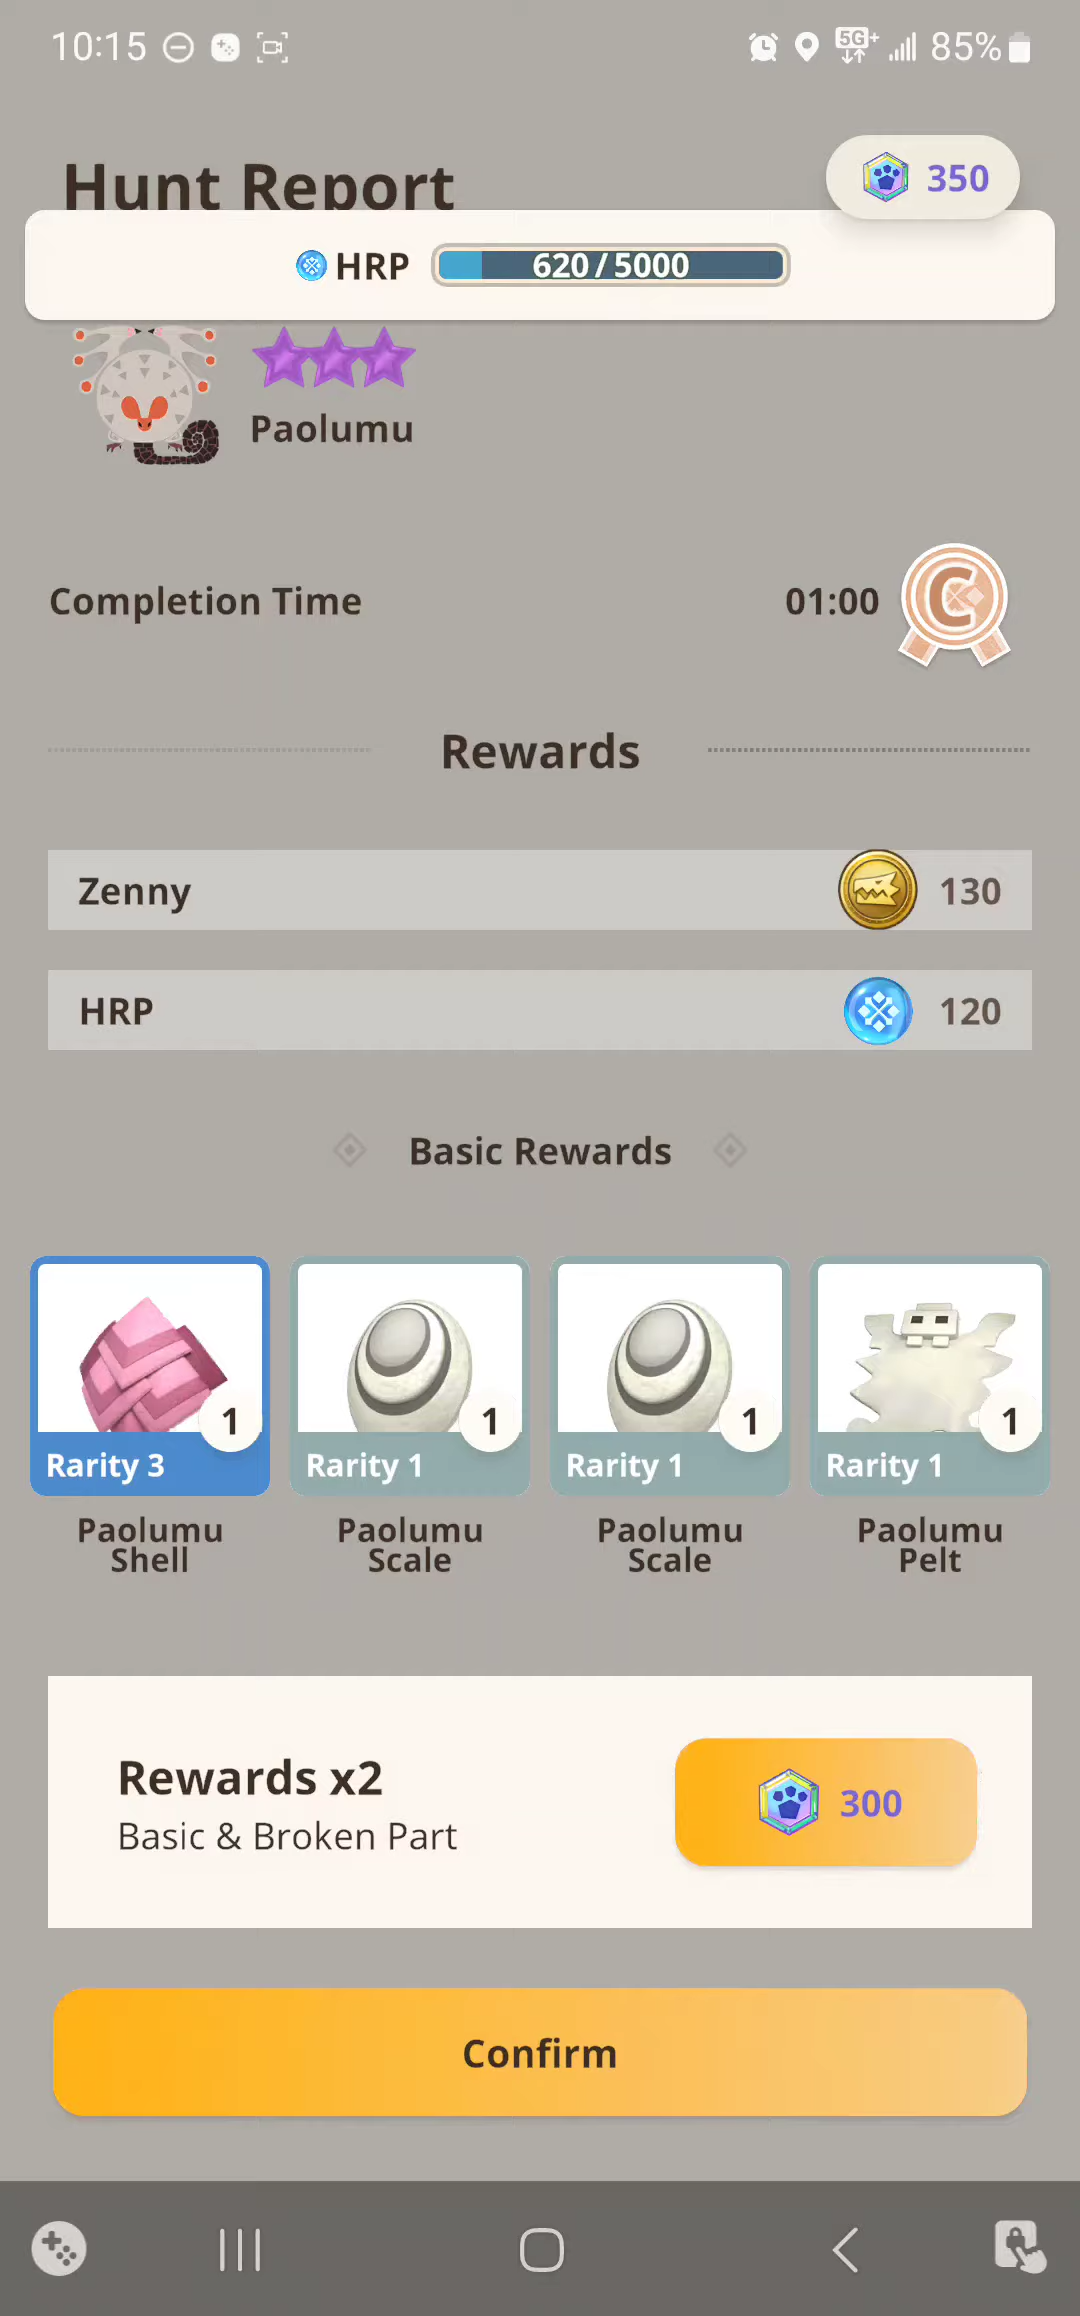 10:15
5G+
85%
Hunt Report
350
HRP 620/5000
Paolumu
Completion Time 01:00 C
Rewards
Zenny 130
HRP 120
Basic Rewards
1 1 1 1
Rarity 3 Rarity 1 Rarity 1 Rarity 1
Paolumu Paolumu Paolumu Paolumu
Shell Scale Scale Pelt
Rewards x2
Basic & Broken Part
300
Confirm